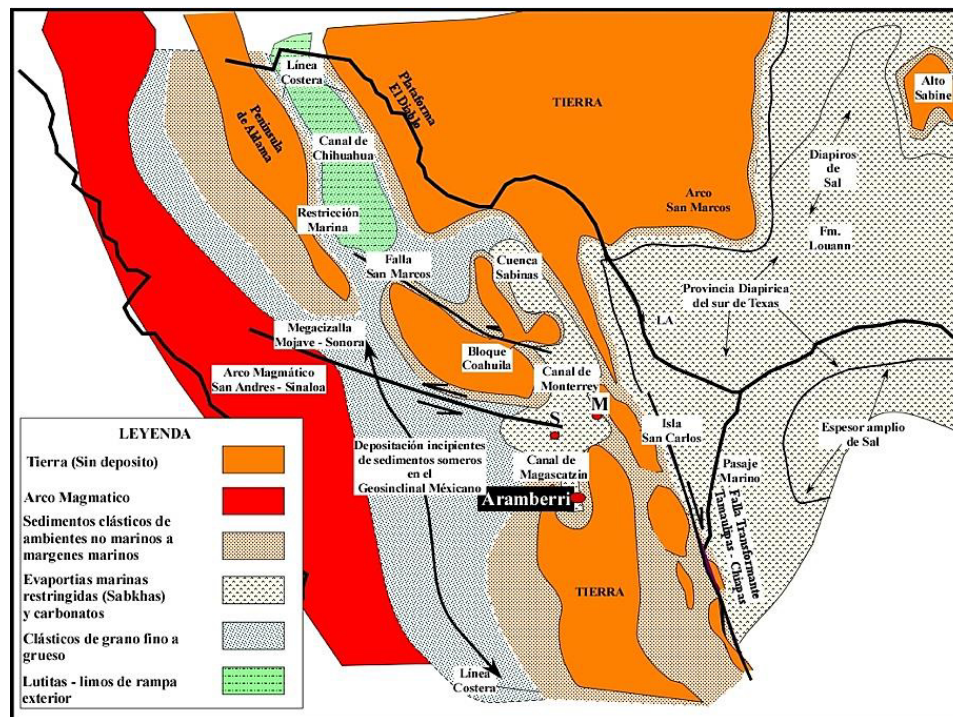 Línea
Costera
Península
de Aldama
Plataforma
El Diablo
TIERRA
Alto
Sabine
Canal de
Chihuahua
Diapiros
de
Sal
Arco
San Marcos
Fm.
Louann
Restricción
Marina
Falla
San Marcos
Cuenca
Sabinas
Provincia Diapirica
del sur de Texas
LA
Megacizalla
Mojave - Sonora
Bloque
Coahuila
Arco Magmático
San Andres - Sinaloa
Canal de
Monterrey
M
S
Isla
San Carlos
Espesor amplio
de Sal
Depositación incipientes
de sedimentos someros
en el
Geosinclinal Méxicano
Canal de
Magascatzin
Aramberri
Pasaje
Marino
Falla Transformante
Tamaulipas - Chiapas
TIERRA
Línea
Costera
LEYENDA
Tierra (Sin deposito)
Arco Magmatico
Sedimentos clásticos de
ambientes no marinos a
margenes marinos
Evaportias marinas
restringidas (Sabkhas)
y carbonatos
Clásticos de grano fino a
grueso
Lutitas - limos de rampa
exterior